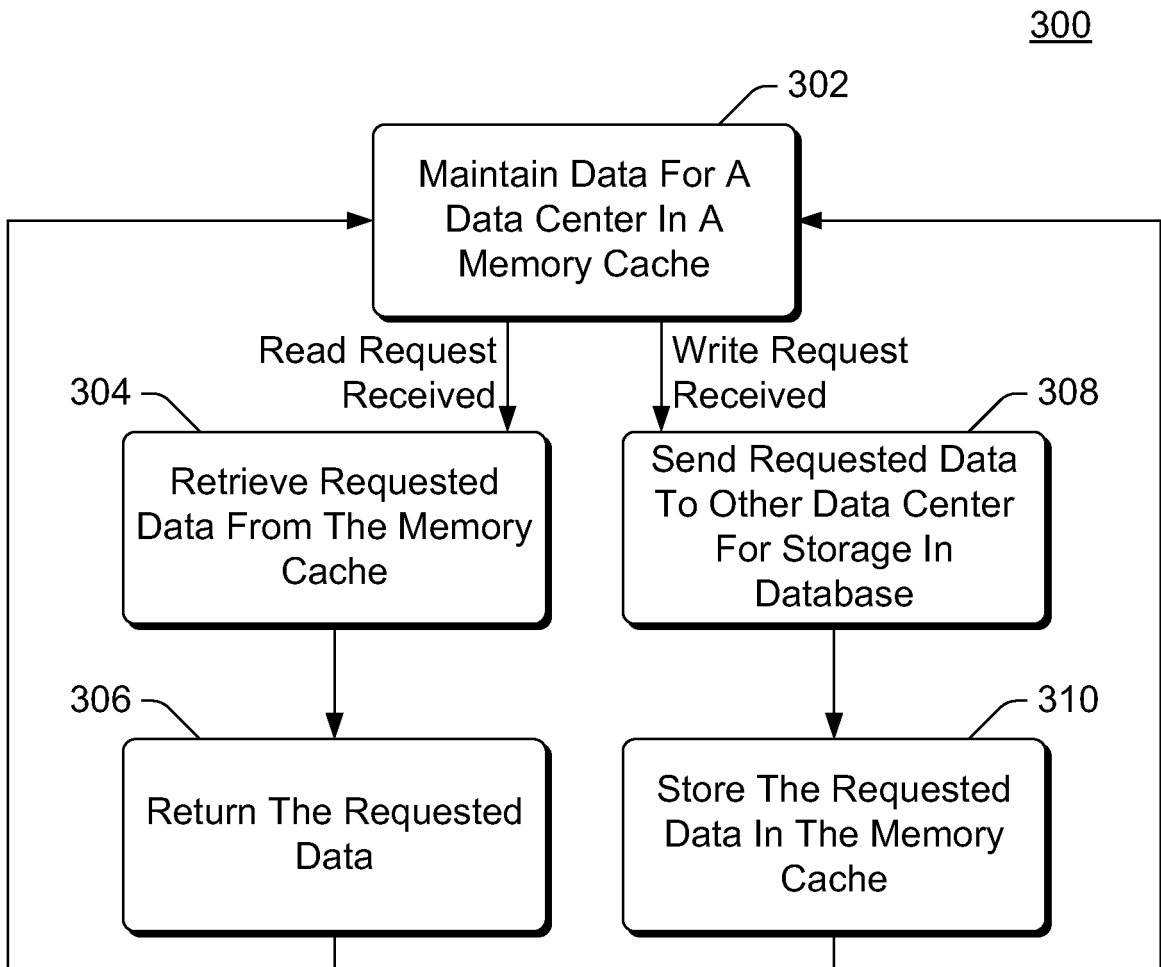 300
302
Maintain Data For A
Data Center In A
Memory Cache
Read Request
Received
Write Request
Received
304
Retrieve Requested
Data From The Memory
Cache
308
Send Requested Data
To Other Data Center
For Storage In
Database
306
Return The Requested
Data
310
Store The Requested
Data In The Memory
Cache